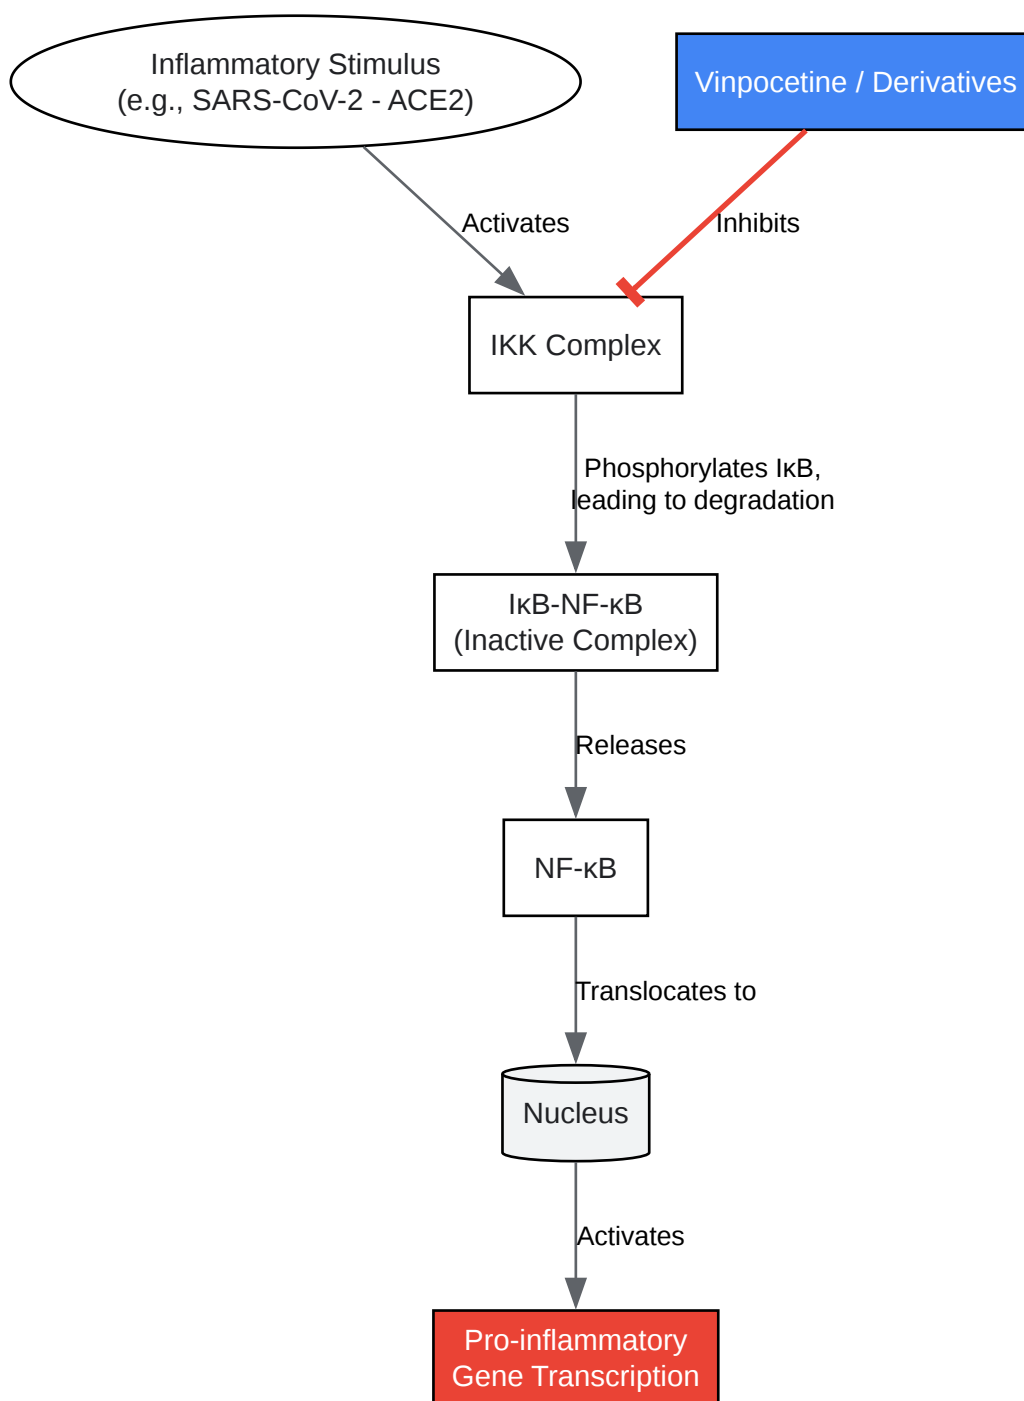 Inflammatory Stimulus
(e.g., SARS-CoV-2 - ACE2)
Vinpocetine / Derivatives
Activates
Inhibits
IKK Complex
Phosphorylates IκB,
leading to degradation
IκB-NF-κB
(Inactive Complex)
Releases
NF-κB
Translocates to
Nucleus
Activates
Pro-inflammatory
Gene Transcription